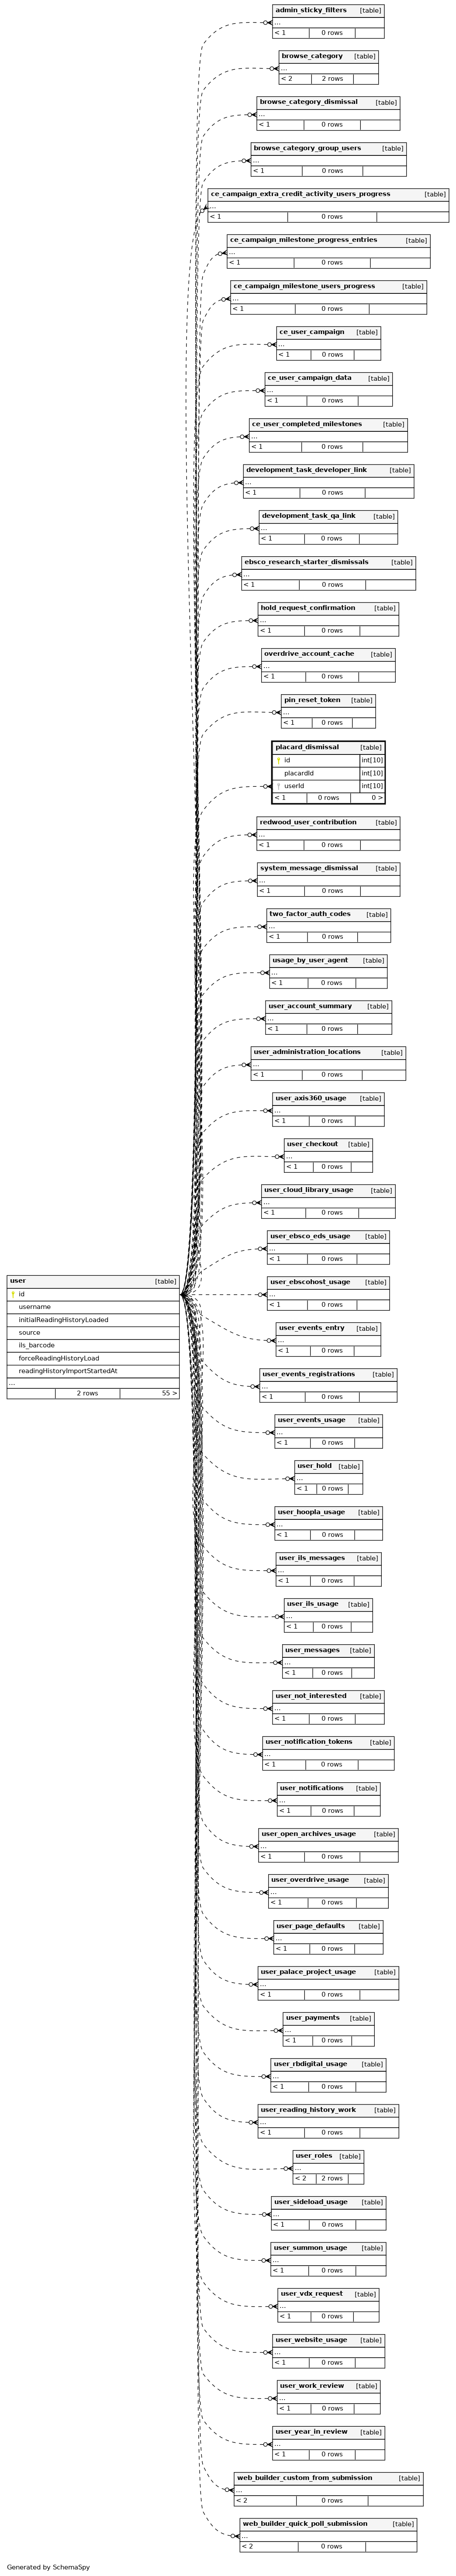 admin_sticky_filters [table]
...
< 1 0 rows
browse_category [table]
...
< 2 2 rows
browse_category_dismissal [table]
...
< 1 0 rows
browse_category_group_users [table]
...
< 1 0 rows
ce_campaign_extra_credit_activity_users_progress [table]
...
< 1 0 rows
ce_campaign_milestone_progress_entries [table]
...
< 1 0 rows
ce_campaign_milestone_users_progress [table]
...
< 1 0 rows
ce_user_campaign [table]
...
< 1 0 rows
ce_user_campaign_data [table]
...
< 1 0 rows
ce_user_completed_milestones [table]
...
< 1 0 rows
development_task_developer_link [table]
...
< 1 0 rows
development_task_qa_link [table]
...
< 1 0 rows
ebsco_research_starter_dismissals [table]
...
< 1 0 rows
hold_request_confirmation [table]
...
< 1 0 rows
overdrive_account_cache [table]
...
< 1 0 rows
pin_reset_token [table]
...
< 1 0 rows
placard_dismissal [table]
id int[10]
placardId int[10]
userId int[10]
< 1 0 rows 0 >
redwood_user_contribution [table]
...
< 1 0 rows
system_message_dismissal [table]
...
< 1 0 rows
two_factor_auth_codes [table]
...
< 1 0 rows
usage_by_user_agent [table]
...
< 1 0 rows
user_account_summary [table]
...
< 1 0 rows
user_administration_locations [table]
...
< 1 0 rows
user_axis360_usage [table]
...
< 1 0 rows
user_checkout [table]
...
< 1 0 rows
user_cloud_library_usage [table]
...
< 1 0 rows
user_ebsco_eds_usage [table]
...
< 1 0 rows
user [table]
id
username
initialReadingHistoryLoaded
source
ils_barcode
forceReadingHistoryLoad
readingHistoryImportStartedAt
...
2 rows 55 >
user_ebscohost_usage [table]
...
< 1 0 rows
user_events_entry [table]
...
< 1 0 rows
user_events_registrations [table]
...
< 1 0 rows
user_events_usage [table]
...
< 1 0 rows
user_hold [table]
...
< 1 0 rows
user_hoopla_usage [table]
...
< 1 0 rows
user_ils_messages [table]
...
< 1 0 rows
user_ils_usage [table]
...
< 1 0 rows
user_messages [table]
...
< 1 0 rows
user_not_interested [table]
...
< 1 0 rows
user_notification_tokens [table]
...
< 1 0 rows
user_notifications [table]
...
< 1 0 rows
user_open_archives_usage [table]
...
< 1 0 rows
user_overdrive_usage [table]
...
< 1 0 rows
user_page_defaults [table]
...
< 1 0 rows
user_palace_project_usage [table]
...
< 1 0 rows
user_payments [table]
...
< 1 0 rows
user_rbdigital_usage [table]
...
< 1 0 rows
user_reading_history_work [table]
...
< 1 0 rows
user_roles [table]
...
< 2 2 rows
user_sideload_usage [table]
...
< 1 0 rows
user_summon_usage [table]
...
< 1 0 rows
user_vdx_request [table]
...
< 1 0 rows
user_website_usage [table]
...
< 1 0 rows
user_work_review [table]
...
< 1 0 rows
user_year_in_review [table]
...
< 1 0 rows
web_builder_custom_from_submission [table]
...
< 2 0 rows
web_builder_quick_poll_submission [table]
...
< 2 0 rows
Generated by SchemaSpy